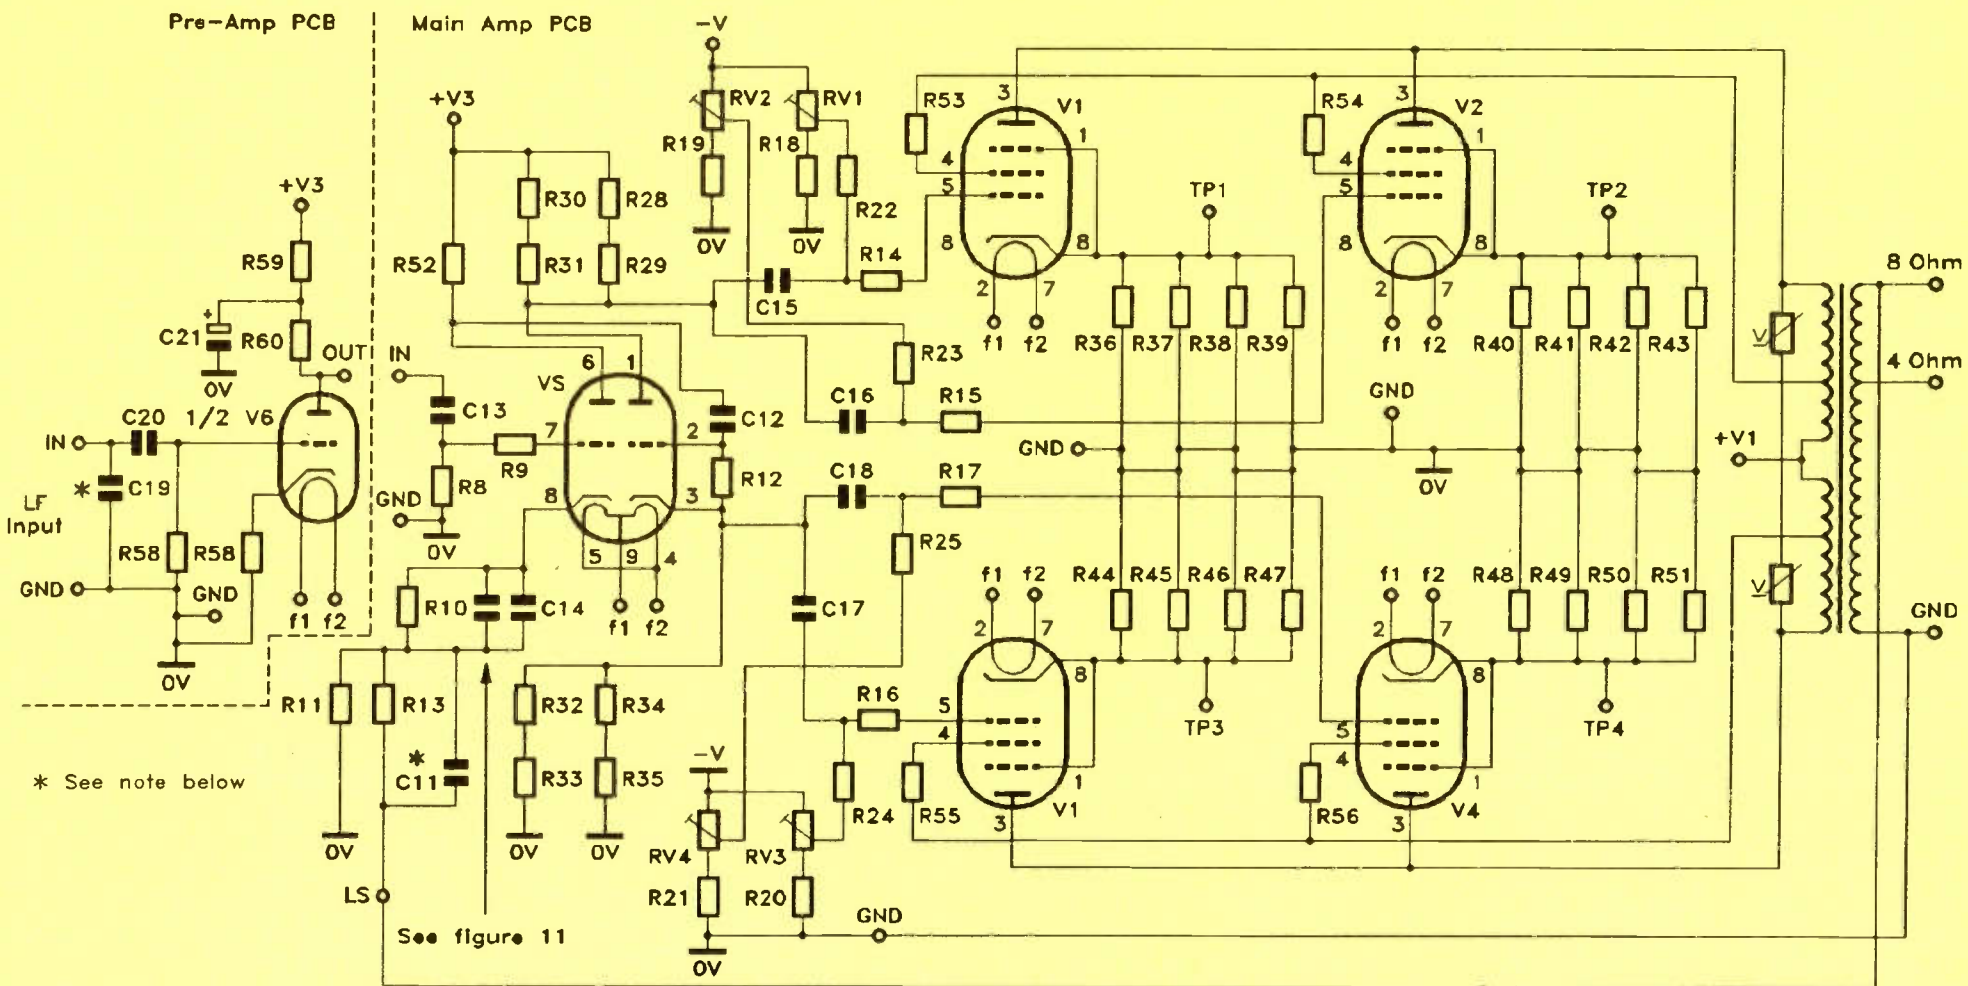 Pre-Amp PCB
Main Amp PCB
-V
+V3
RV2
RV1
R53
3
V1
R54
3
V2
R19
R18
1
1
4
4
+V3
R30
R28
5
5
R22
TP1
TP2
R59
R52
R31
R29
R14
8
8
8
8
8 Ohm
C15
2
7
2
7
+
C21
R60
OUT
IN
0V
0V
f1
f2
R36
R37
R38
R39
f1
f2
R40
R41
R42
R43
V
4 Ohm
6
1
R23
0V
VS
GND
C20
1/2 V6
C13
C12
C16
R15
IN
7
2
GND
+V1
R9
C18
R17
0V
*
C19
R8
R12
LF
Input
GND
8
3
R58
R58
0V
5
9
4
R25
f1
f2
R44
R45
R46
R47
f1
f2
R48
R49
R50
R51
V
GND
GND
GND
R10
C14
C17
f1
f2
f1
f2
2
7
2
7
0V
R11
R13
R32
R34
R16
5
8
TP3
5
8
TP4
*
C11
4
4
* See note below
R33
R35
-V
R24
1
1
R55
V1
R56
V4
3
3
0V
0V
0V
RV4
RV3
LS
R21
R20
GND
See figure 11
0V